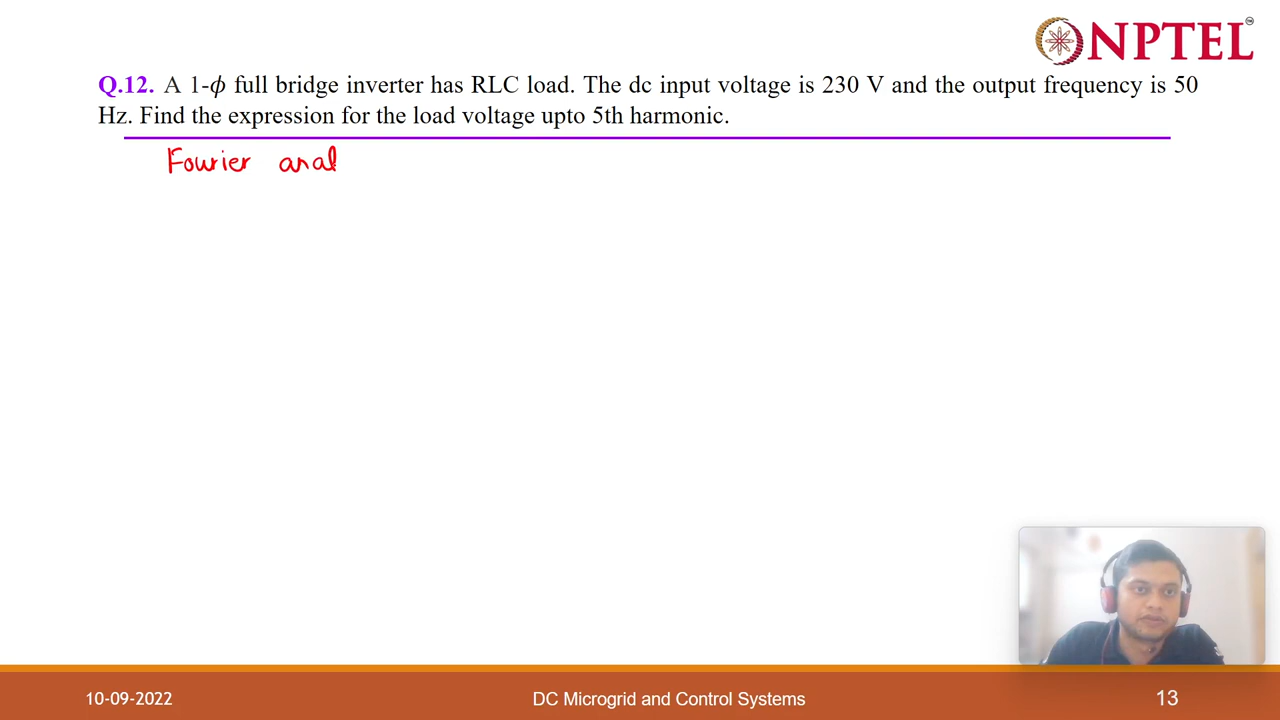 NPTEL
TM
Q.12. A 1-ϕ full bridge inverter has RLC load. The dc input voltage is 230 V and the output frequency is 50
Hz. Find the expression for the load voltage upto 5th harmonic.
Fourier anal
10-09-2022
DC Microgrid and Control Systems
13